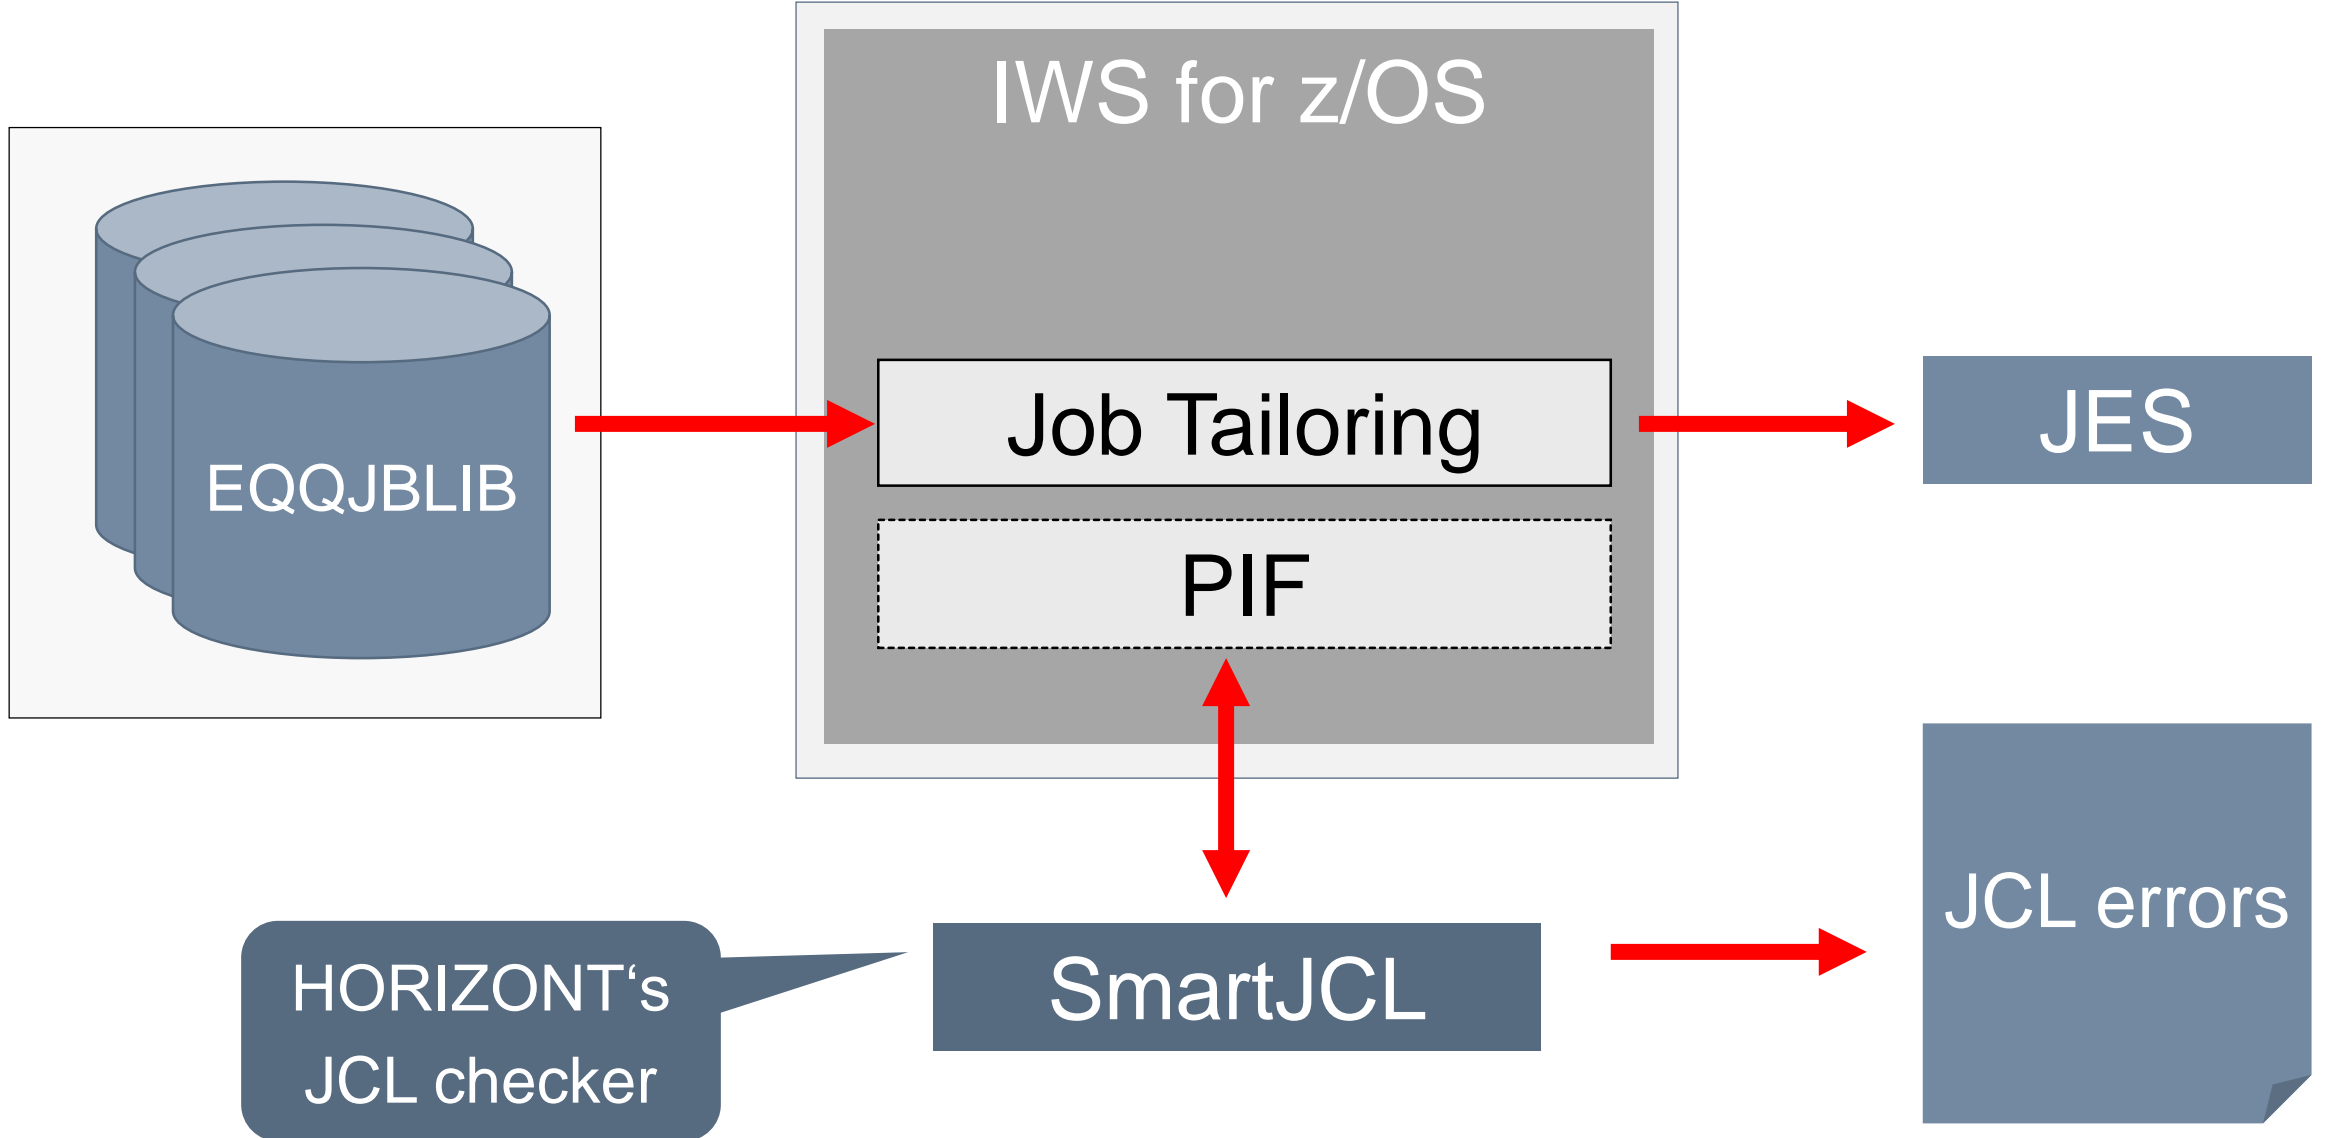 IWS for z/OS
EQQJBLIB
Job Tailoring
JES
PIF
HORIZONT‘s
JCL checker
SmartJCL
JCL errors